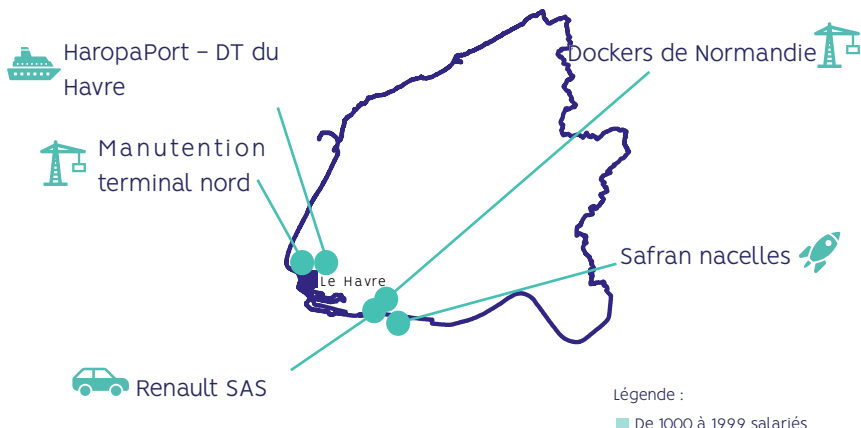 HaropaPort – DT du
Havre
Dockers de Normandie
Manutention
terminal nord
Safran nacelles
Le Havre
Renault SAS
Légende :
De 1000 à 1999 salariés